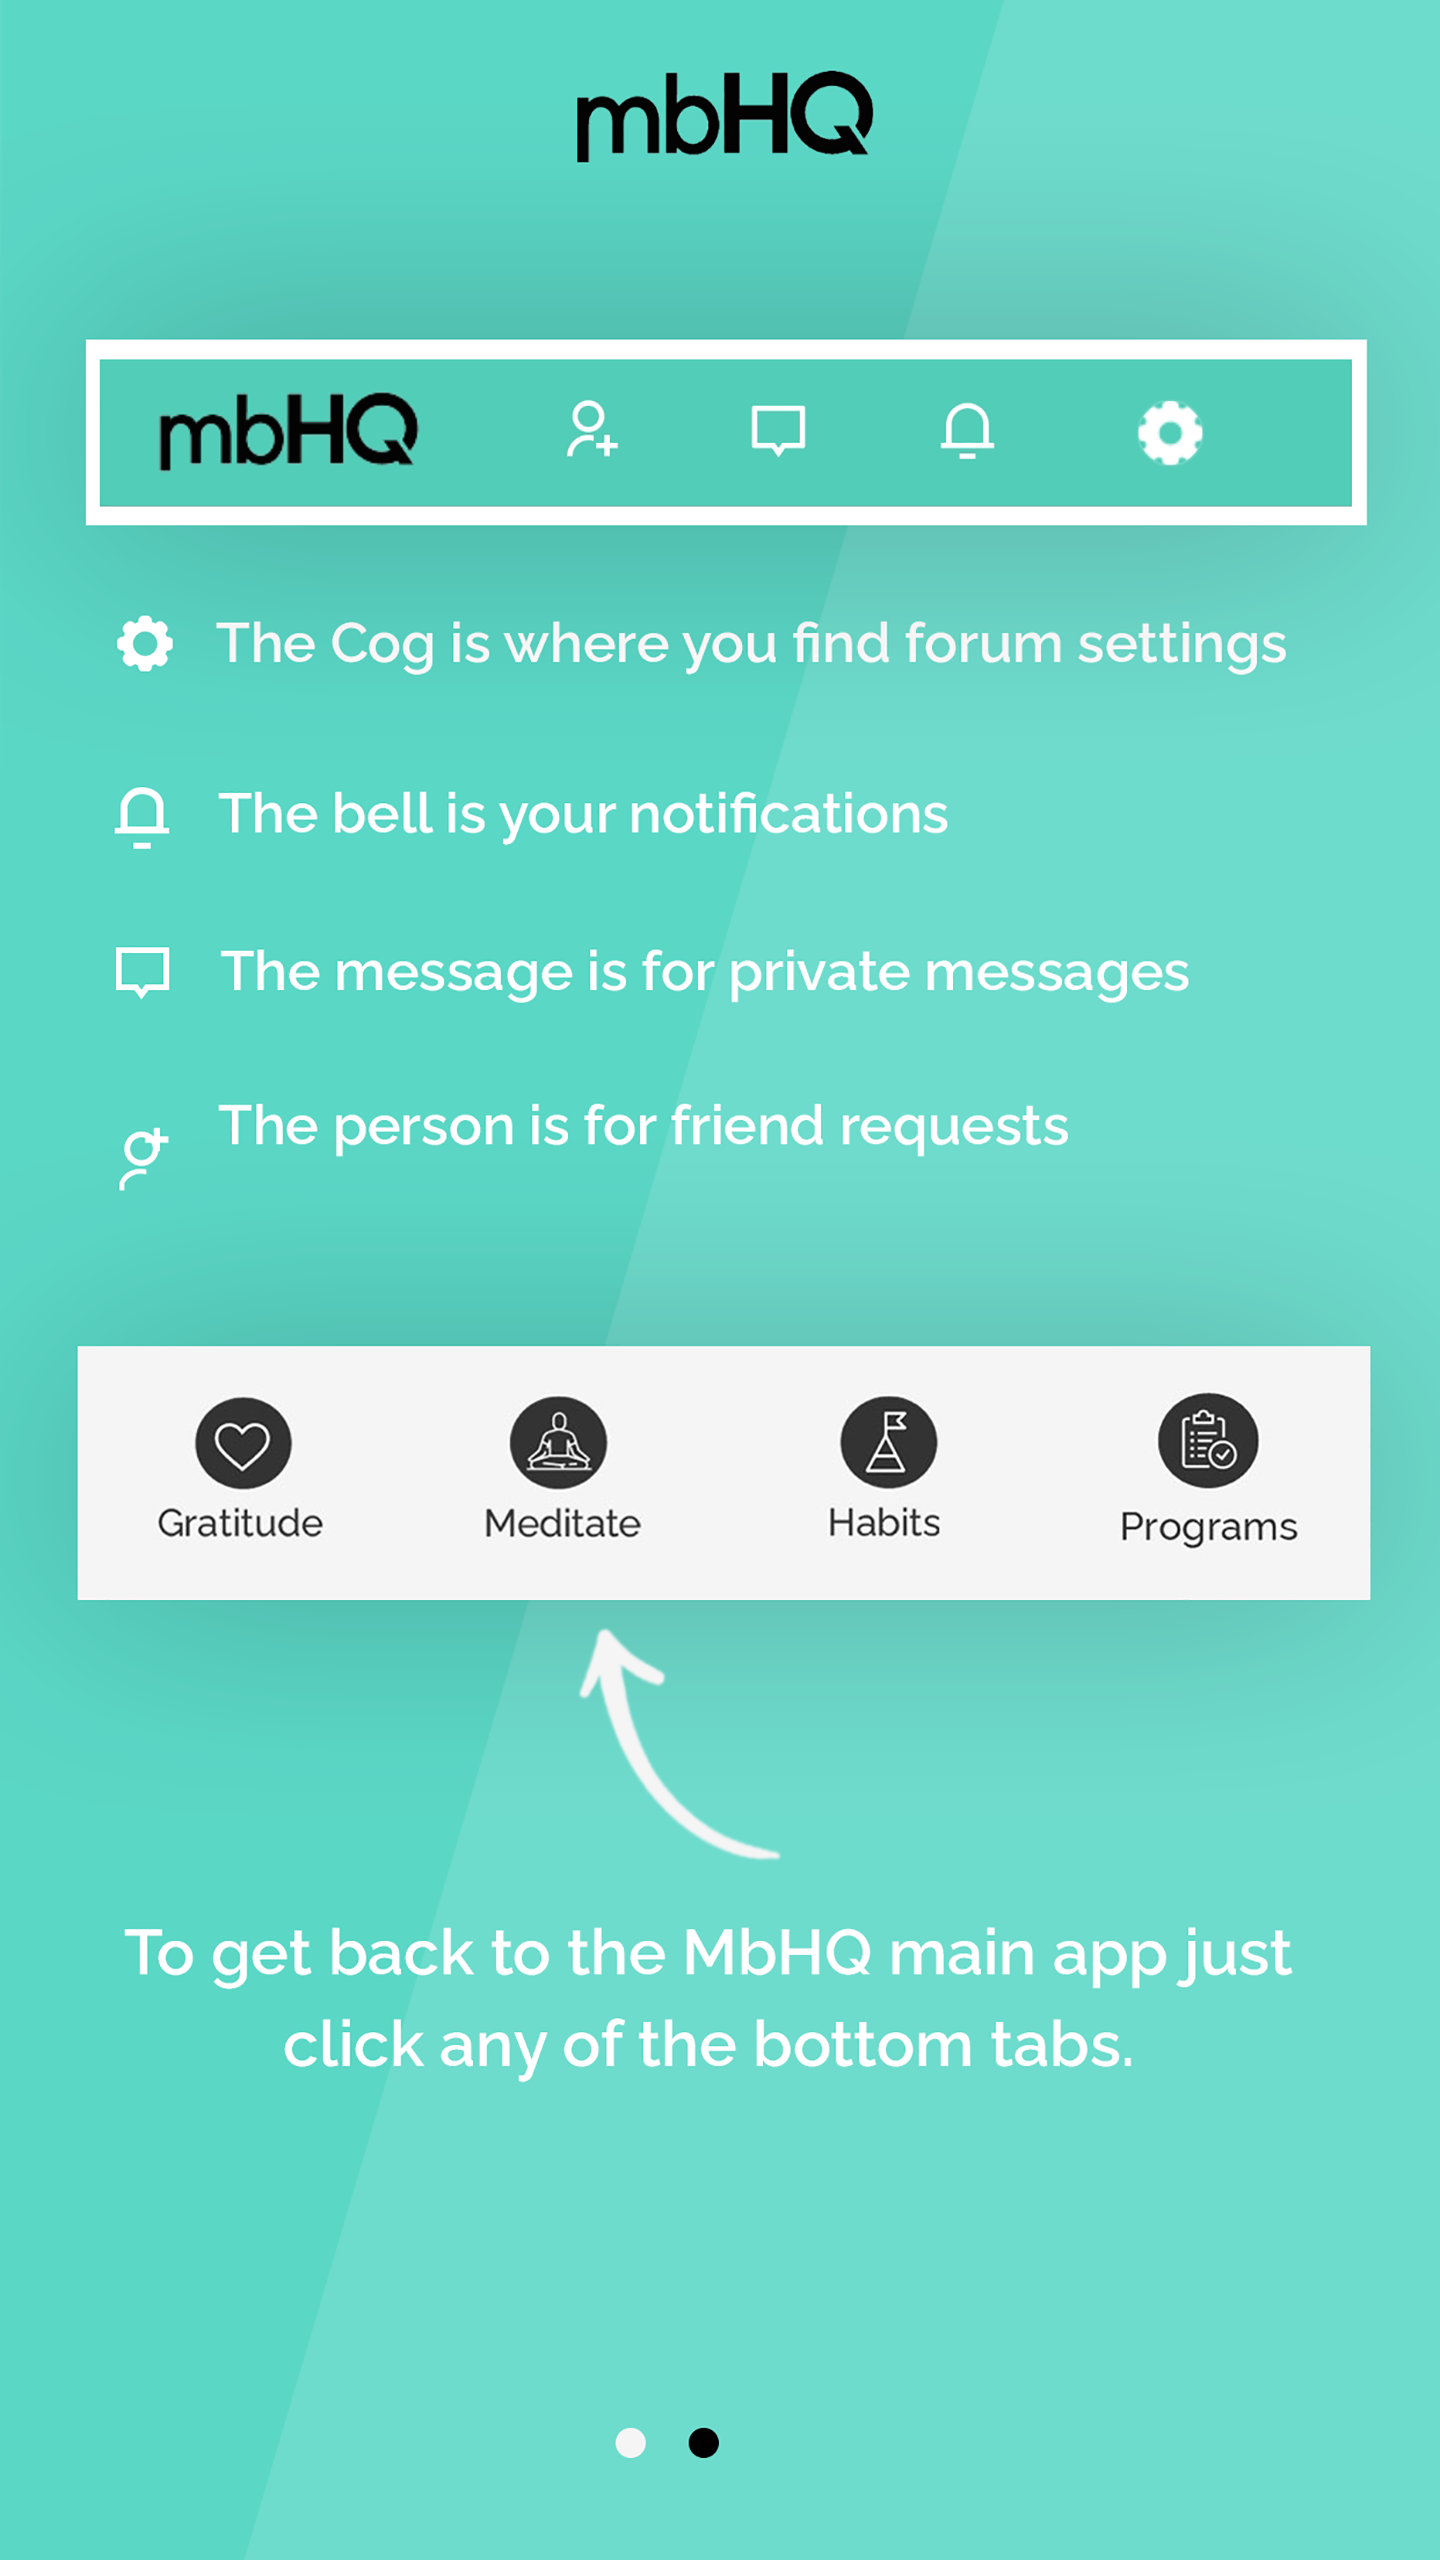 mbHQ
mbHQ
The Cog is where you find forum settings
The bell is your notifications
The message is for private messages
The person is for friend requests
Gratitude
Meditate
Habits
Programs
To get back to the MbHQ main app just
click any of the bottom tabs.